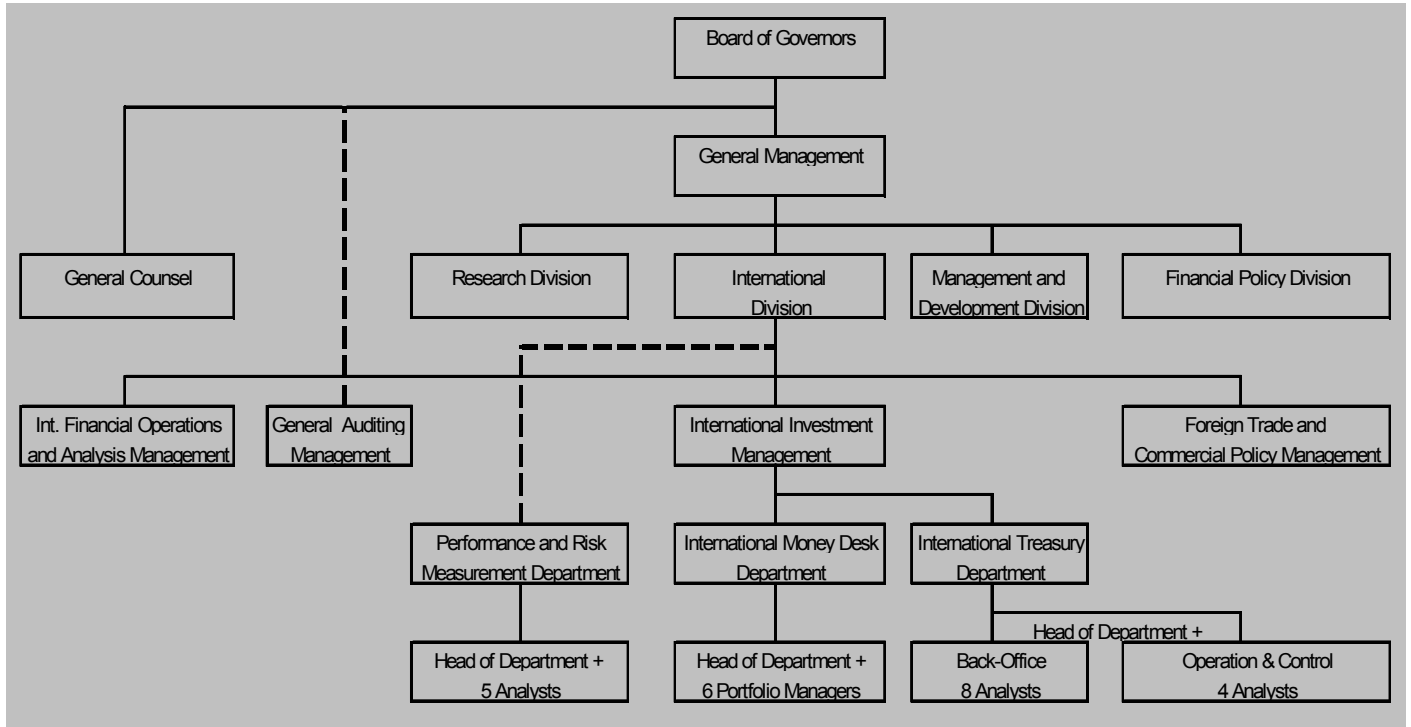 Board of Governors
General Management
General Counsel
Research Division
International
Division
Management and
Development Division
Financial Policy Division
Int. Financial Operations
and Analysis Management
General Auditing
Management
International Investment
Management
Foreign Trade and
Commercial Policy Management
Performance and Risk
Measurement Department
International Money Desk
Department
International Treasury
Department
Head of Department +
Head of Department +
5 Analysts
Head of Department +
6 Portfolio Managers
Back-Office
8 Analysts
Operation & Control
4 Analysts